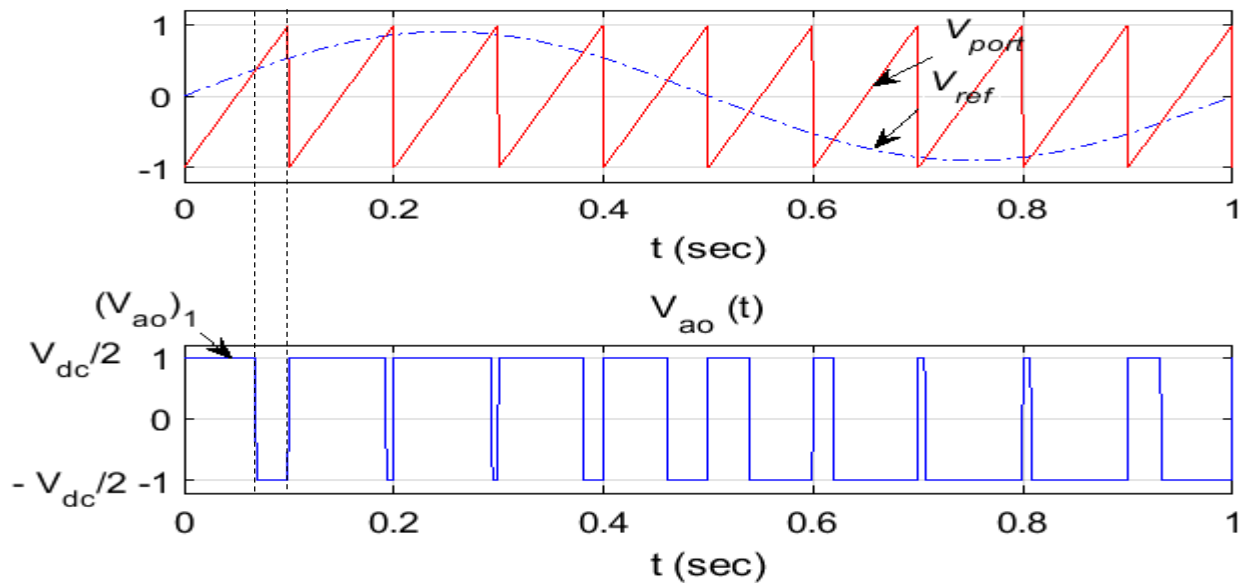 1
0
-1
V_port
V_ref
0 0.2 0.4 0.6 0.8 1
t (sec)
(V_ao)_1
V_ao (t)
V_dc/2 1
0
- V_dc/2 -1
0 0.2 0.4 0.6 0.8 1
t (sec)